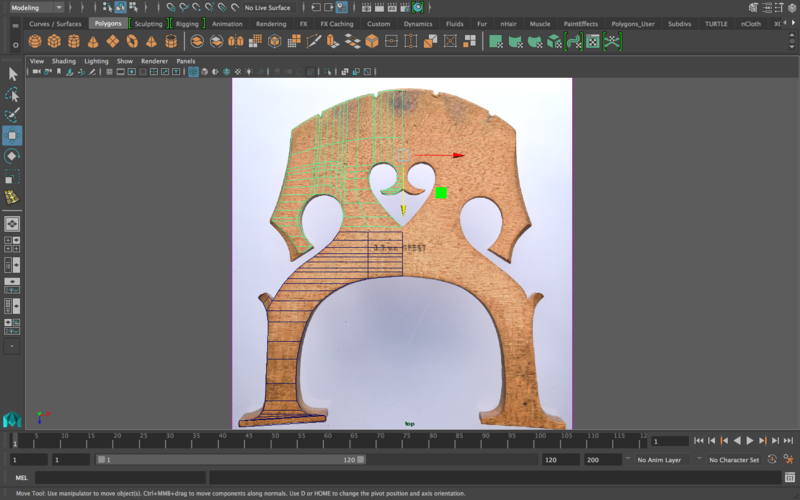 Modeling
No Live Surface
Curves / Surfaces Polygons Sculpting Rigging Animation Rendering FX FX Caching Custom Dynamics Fluids Fur nHair Muscle PaintEffects Polygons_User Subdivs TURTLE nCloth
View Shading Lighting Show Renderer Panels
top
1 5 10 15 20 25 30 35 40 45 50 55 60 65 70 75 80 85 90 95 100 105 110 115 12 1
1 1 1 120 120 200 No Anim Layer No Character Set
MEL
Move Tool: Use manipulator to move object(s). Ctrl+MMB+drag to move components along normals. Use D or HOME to change the pivot position and axis orientation.